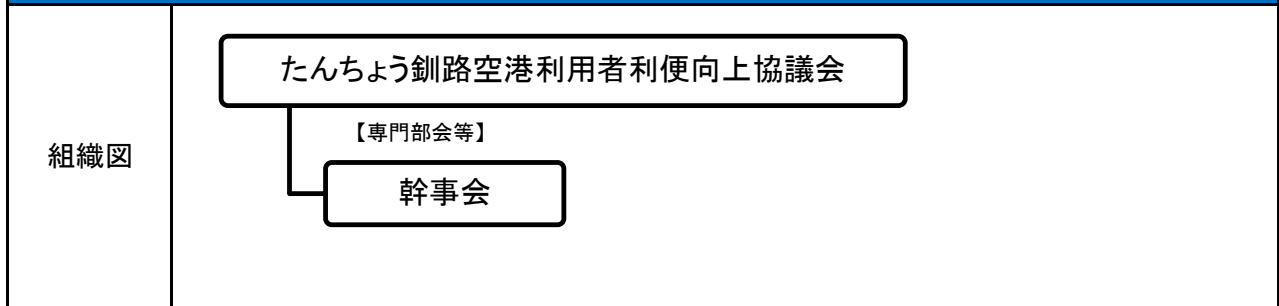 組織図
たんちょう釧路空港利用者利便向上協議会
【専門部会等】
幹事会